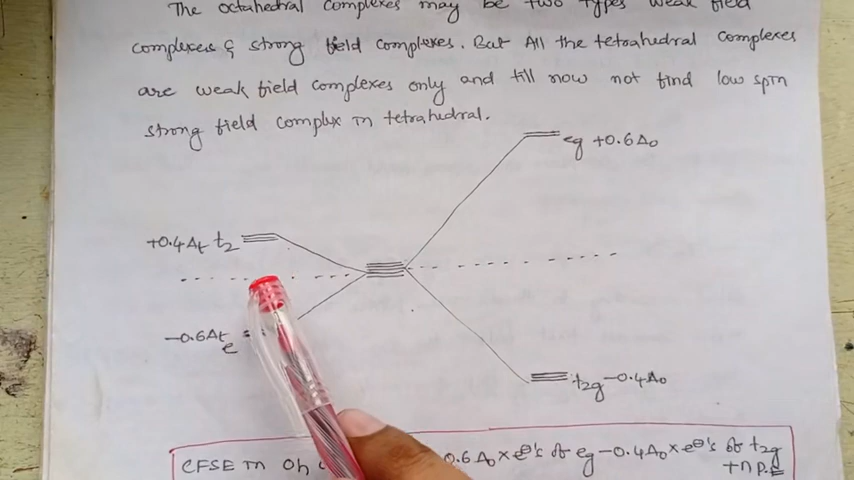 The octahedral complexes may be two types weak field
complexes & strong field complexes. But All the tetrahedral complexes
are weak field complexes only and till now not find low spin
strong field complex in tetrahedral.
eg +0.6Δo
+0.4Δt t2
-0.6Δt
e
t2g -0.4Δo
CFSE in Oh
0.6Δo × e⊖'s of eg - 0.4Δo × e⊖'s of t2g
+n p.E